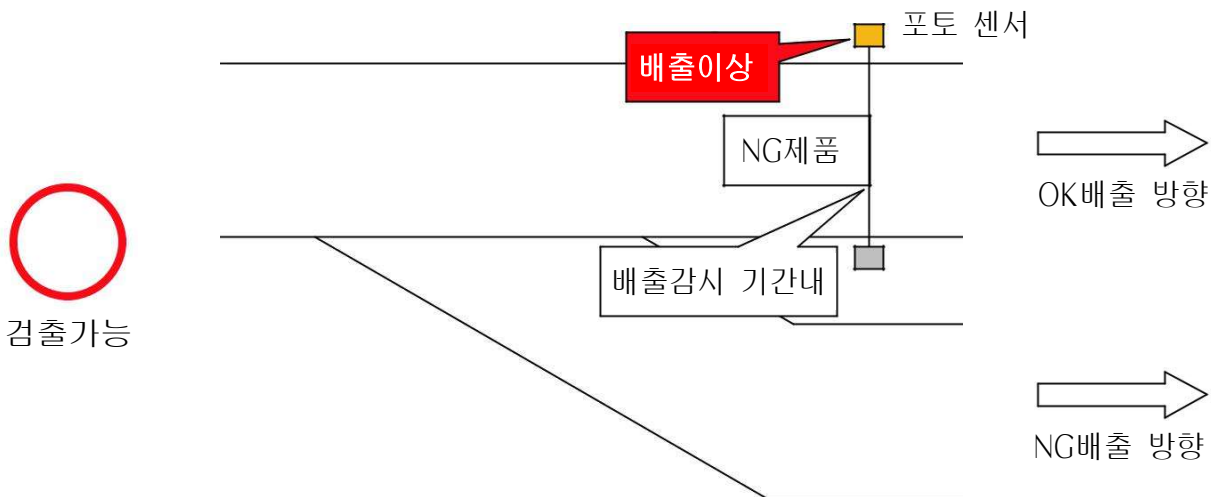 포토 센서
배출이상
NG제품
OK배출 방향
배출감시 기간내
검출가능
NG배출 방향